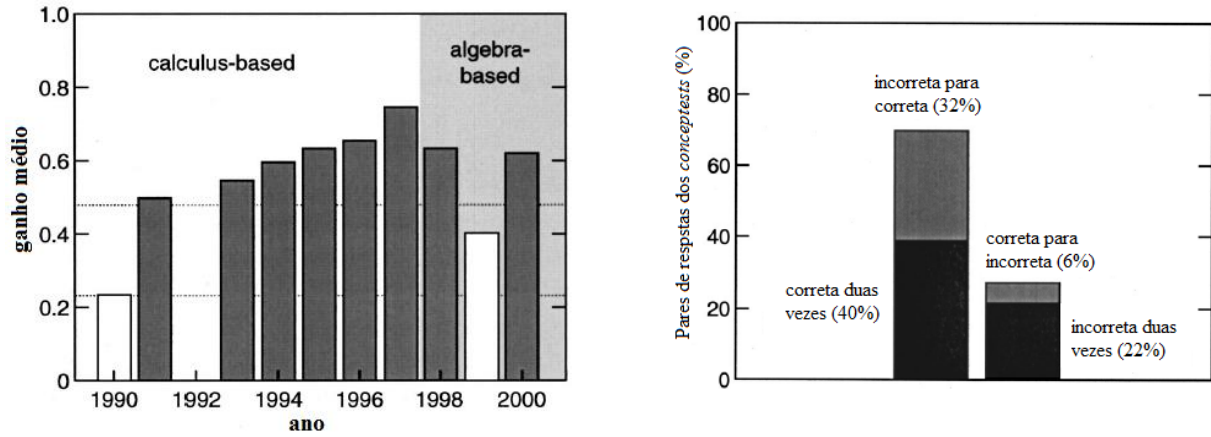 1.0
0.8
0.6
0.4
0.2
0
ganho médio
calculus-based
algebra-
based
1990
1992
1994
1996
1998
2000
ano
100
80
60
40
20
0
Pares de respstas dos conceptests (%)
incorreta para
correta (32%)
correta duas
vezes (40%)
correta para
incorreta (6%)
incorreta duas
vezes (22%)